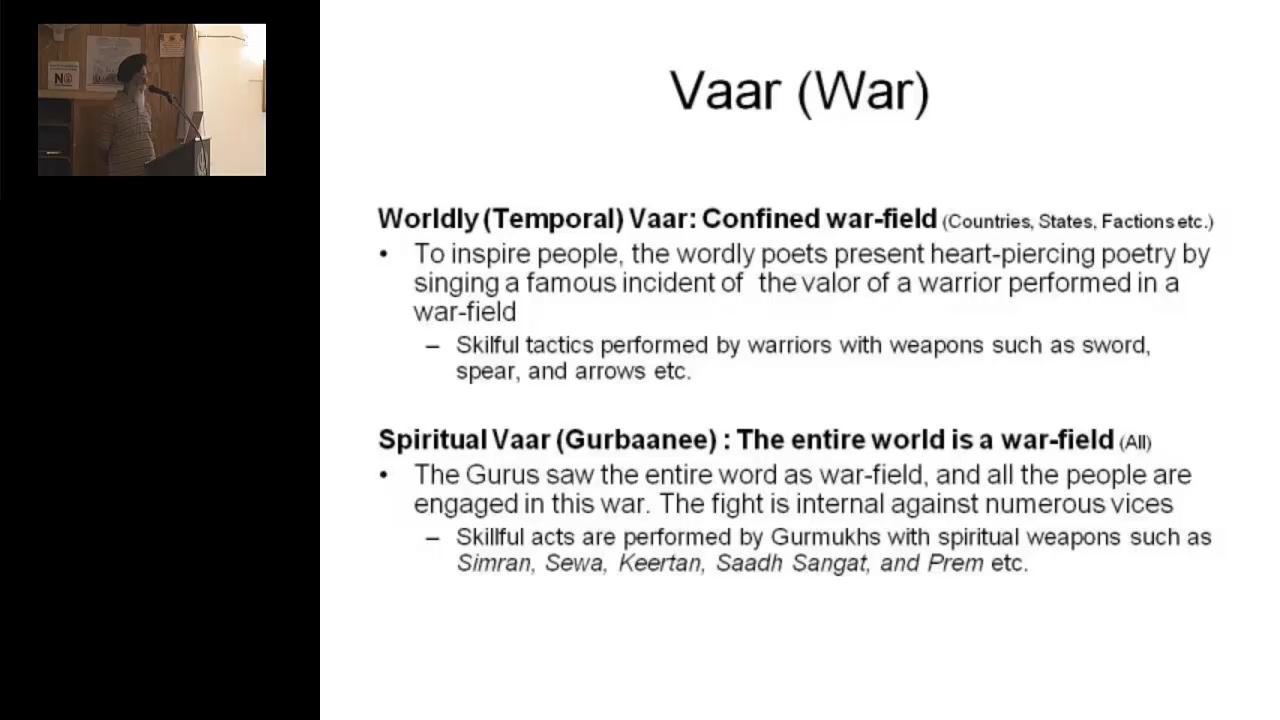 Vaar (War)
Worldly (Temporal) Vaar: Confined war-field (Countries, States, Factions etc.)
• To inspire people, the wordly poets present heart-piercing poetry by
singing a famous incident of the valor of a warrior performed in a
war-field
– Skilful tactics performed by warriors with weapons such as sword,
spear, and arrows etc.
Spiritual Vaar (Gurbaanee) : The entire world is a war-field (All)
• The Gurus saw the entire word as war-field, and all the people are
engaged in this war. The fight is internal against numerous vices
– Skillful acts are performed by Gurmukhs with spiritual weapons such as
Simran, Sewa, Keertan, Saadh Sangat, and Prem etc.